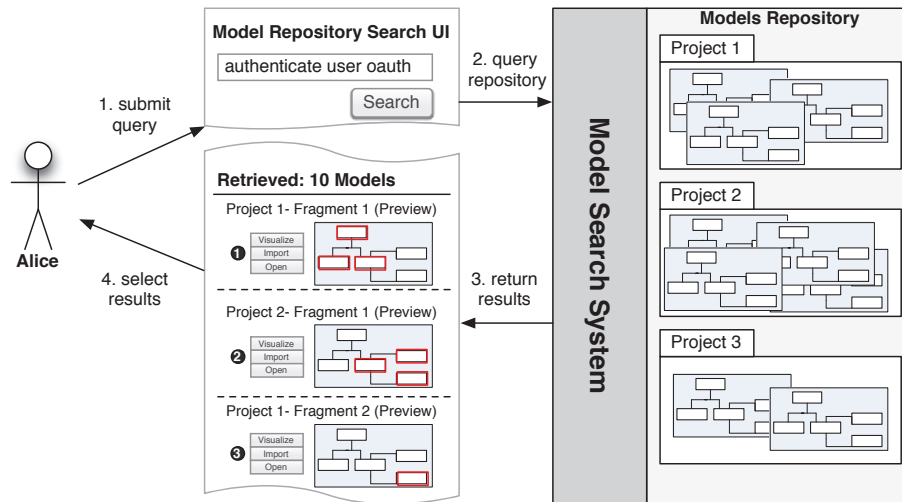 Model Repository Search UI
authenticate user oauth
Search
1. submit
query
2. query
repository
Alice
Retrieved: 10 Models
Project 1- Fragment 1 (Preview)
1
Visualize
Import
Open
Project 2- Fragment 1 (Preview)
2
Visualize
Import
Open
Project 1- Fragment 2 (Preview)
3
Visualize
Import
Open
4. select
results
3. return
results
Model Search System
Models Repository
Project 1
Project 2
Project 3